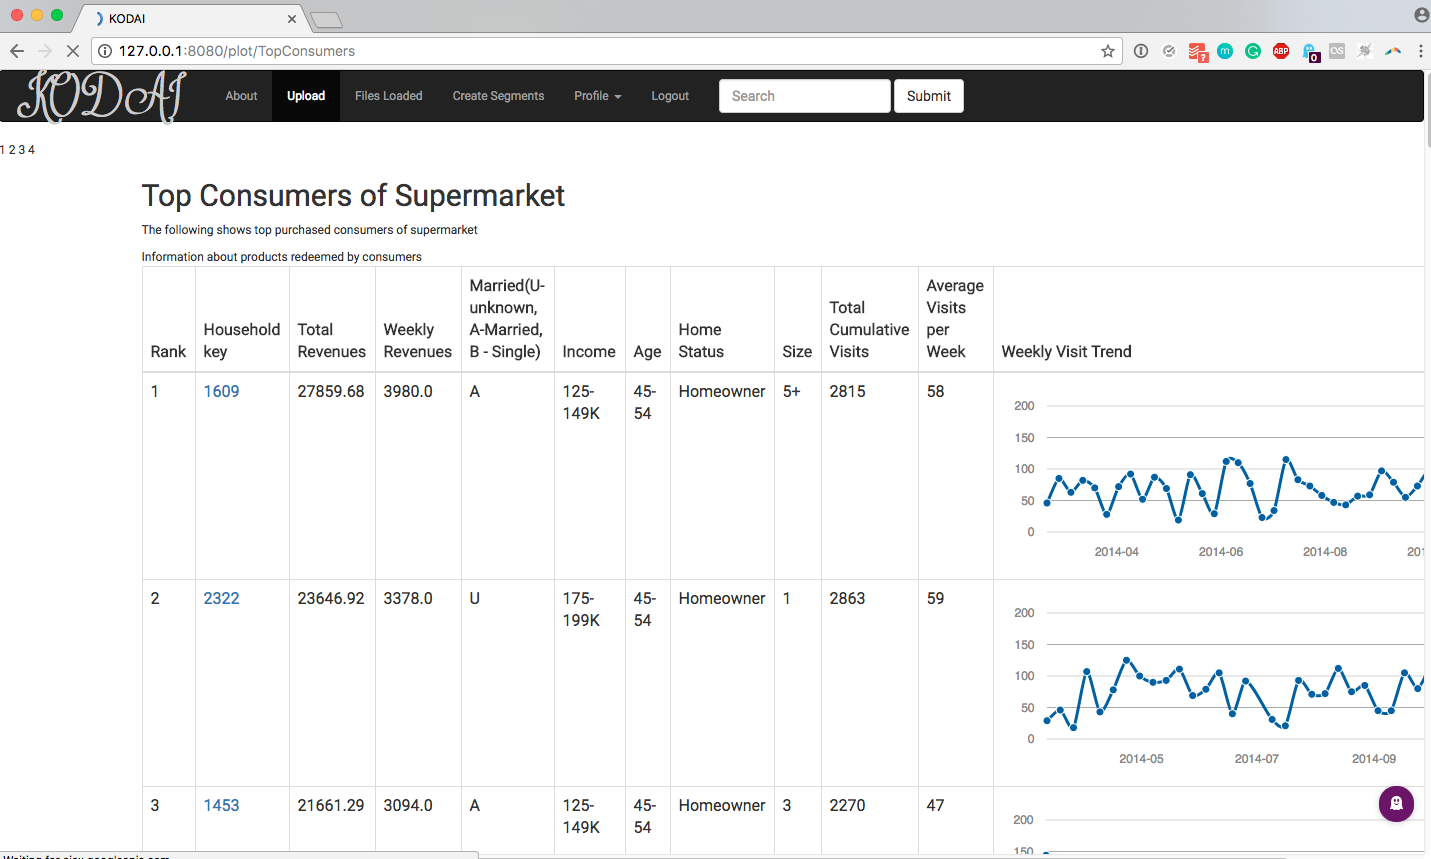 KODAI
127.0.0.1:8080/plot/TopConsumers
?
m
G
ABP
0
OS
KODAI
About Upload Files Loaded Create Segments Profile Logout Search Submit
1 2 3 4
Top Consumers of Supermarket
The following shows top purchased consumers of supermarket
Information about products redeemed by consumers
Rank Household key Total Revenues Weekly Revenues Married(U-unknown, A-Married, B - Single) Income Age Home Status Size Total Cumulative Visits Average Visits per Week Weekly Visit Trend
1 1609 27859.68 3980.0 A 125-149K 45-54 Homeowner 5+ 2815 58
200
150
100
50
0
2014-04 2014-06 2014-08 201
2 2322 23646.92 3378.0 U 175-199K 45-54 Homeowner 1 2863 59
200
150
100
50
0
2014-05 2014-07 2014-09
3 1453 21661.29 3094.0 A 125-149K 45-54 Homeowner 3 2270 47
200
150